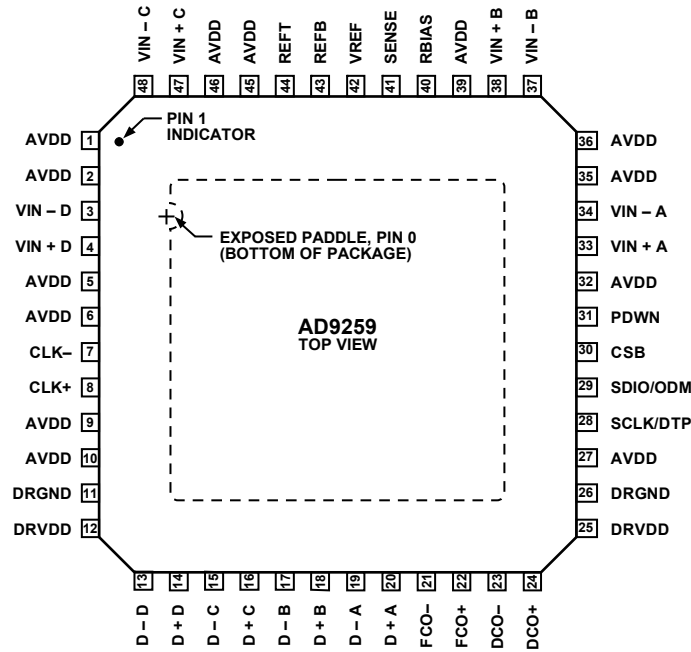 VIN – C
VIN + C
AVDD
AVDD
REFT
REFB
VREF
SENSE
RBIAS
AVDD
VIN + B
VIN – B
48
47
46
45
44
43
42
41
40
39
38
37
PIN 1
INDICATOR
AVDD 1
AVDD 2
VIN – D 3
VIN + D 4
AVDD 5
AVDD 6
CLK– 7
CLK+ 8
AVDD 9
AVDD 10
DRGND 11
DRVDD 12
EXPOSED PADDLE, PIN 0
(BOTTOM OF PACKAGE)
AD9259
TOP VIEW
36 AVDD
35 AVDD
34 VIN – A
33 VIN + A
32 AVDD
31 PDWN
30 CSB
29 SDIO/ODM
28 SCLK/DTP
27 AVDD
26 DRGND
25 DRVDD
13
14
15
16
17
18
19
20
21
22
23
24
D – D
D + D
D – C
D + C
D – B
D + B
D – A
D + A
FCO–
FCO+
DCO–
DCO+